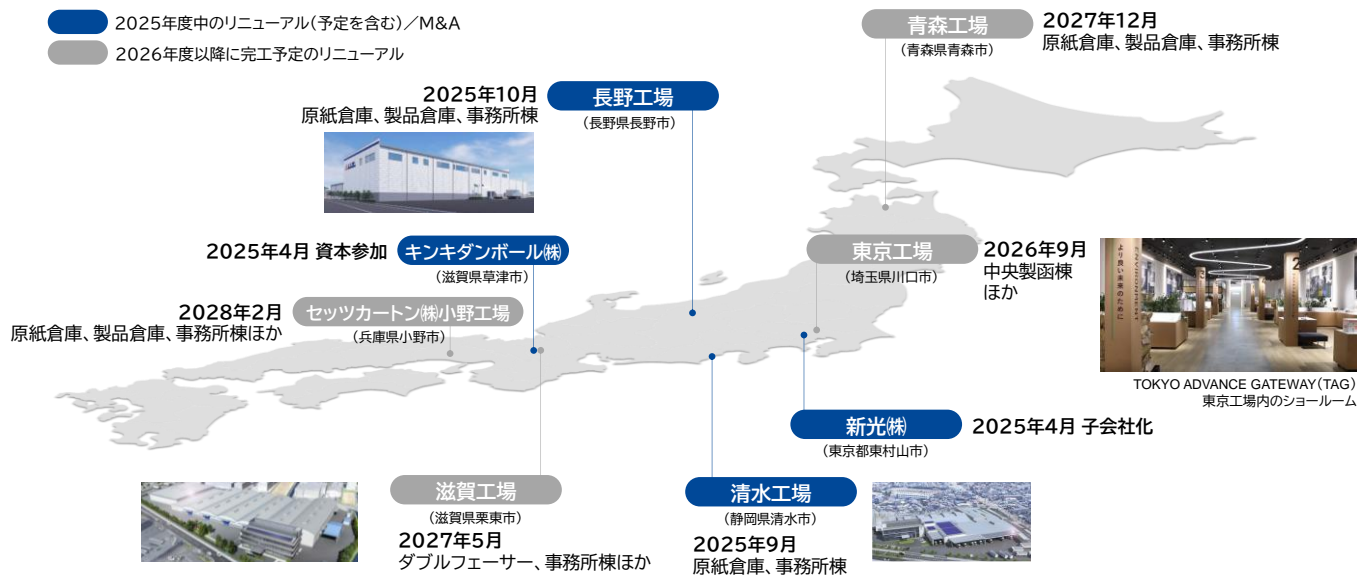 2025年度中のリニューアル(予定を含む)/M&A
2026年度以降に完工予定のリニューアル
青森工場
(青森県青森市)
2027年12月
原紙倉庫、製品倉庫、事務所棟
2025年10月
原紙倉庫、製品倉庫、事務所棟
長野工場
(長野県長野市)
2025年4月 資本参加
キンキダンボール㈱
(滋賀県草津市)
東京工場
(埼玉県川口市)
2026年9月
中央製函棟
ほか
より良い未来のために
2
TOKYO ADVANCE GATEWAY(TAG)
東京工場内のショールーム
2028年2月
原紙倉庫、製品倉庫、事務所棟ほか
セッツカートン㈱小野工場
(兵庫県小野市)
新光㈱
(東京都東村山市)
2025年4月 子会社化
滋賀工場
(滋賀県栗東市)
2027年5月
ダブルフェーサー、事務所棟ほか
清水工場
(静岡県清水市)
2025年9月
原紙倉庫、事務所棟